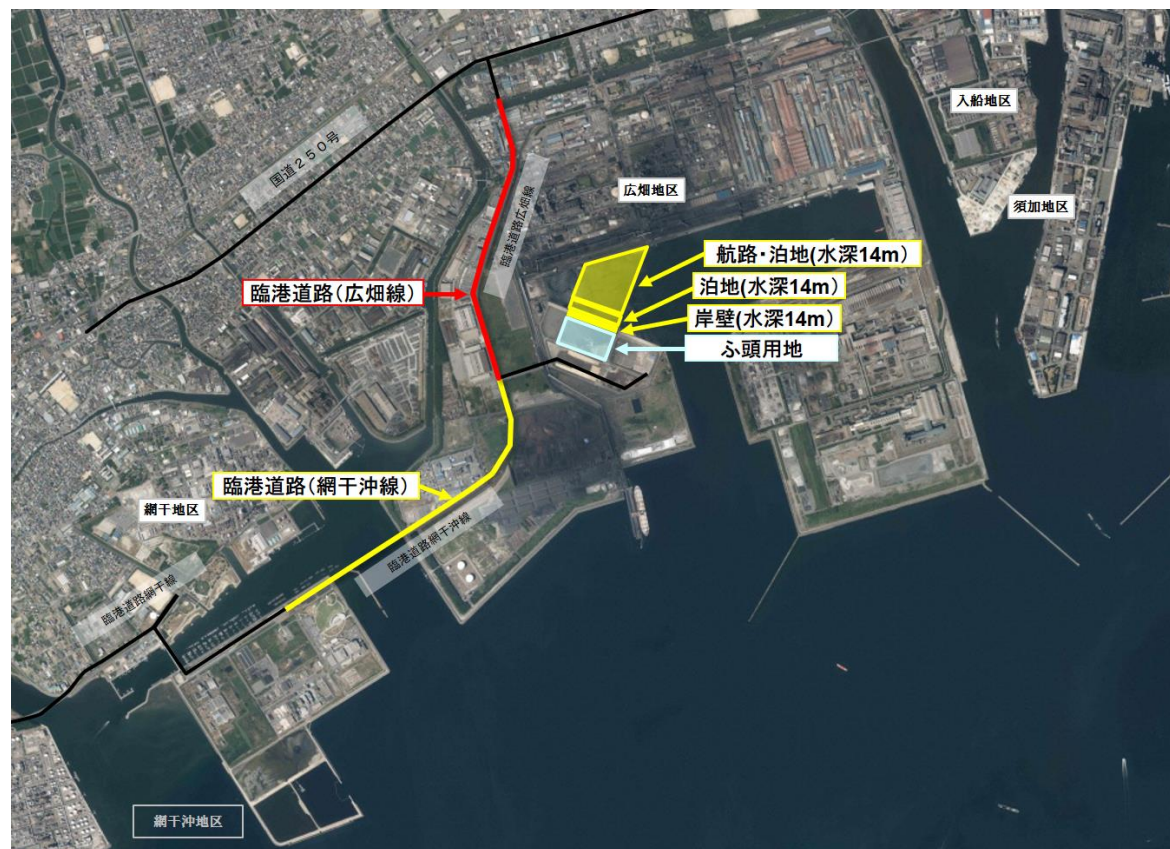 入船地区
国道250号
広畑地区
須加地区
臨港道路広畑線
航路・泊地(水深14m)
臨港道路(広畑線)
泊地(水深14m)
岸壁(水深14m)
ふ頭用地
臨港道路(網干沖線)
網干地区
臨港道路網干沖線
臨港道路網干線
網干沖地区